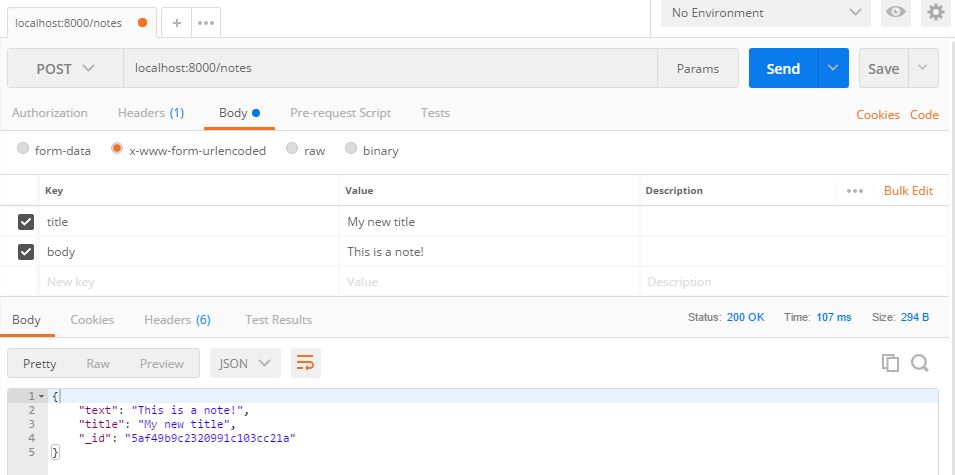 localhost:8000/notes
No Environment
POST localhost:8000/notes Params Send Save
Authorization Headers (1) Body Pre-request Script Tests Cookies Code
form-data x-www-form-urlencoded raw binary
Key Value Description Bulk Edit
title My new title
body This is a note!
New key Value Description
Body Cookies Headers (6) Test Results Status: 200 OK Time: 107 ms Size: 294 B
Pretty Raw Preview JSON
1 {
2 "text": "This is a note!",
3 "title": "My new title",
4 "_id": "5af49b9c2320991c103cc21a"
5 }